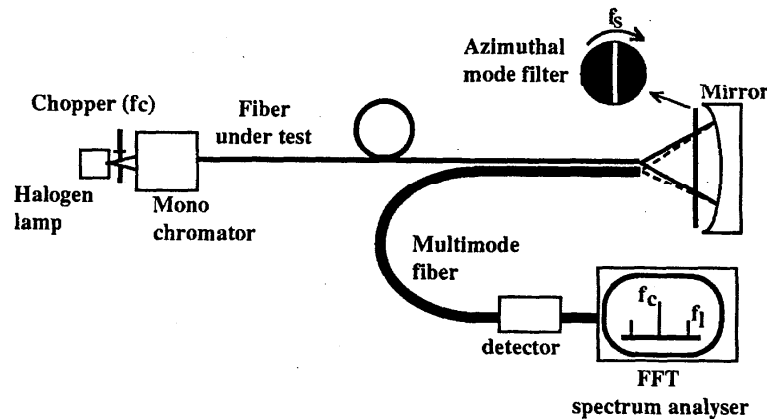 fs
Azimuthal
mode filter
Mirror
Chopper (fc)
Fiber
under test
Halogen
lamp
Mono
chromator
Multimode
fiber
fc
fl
detector
FFT
spectrum analyser